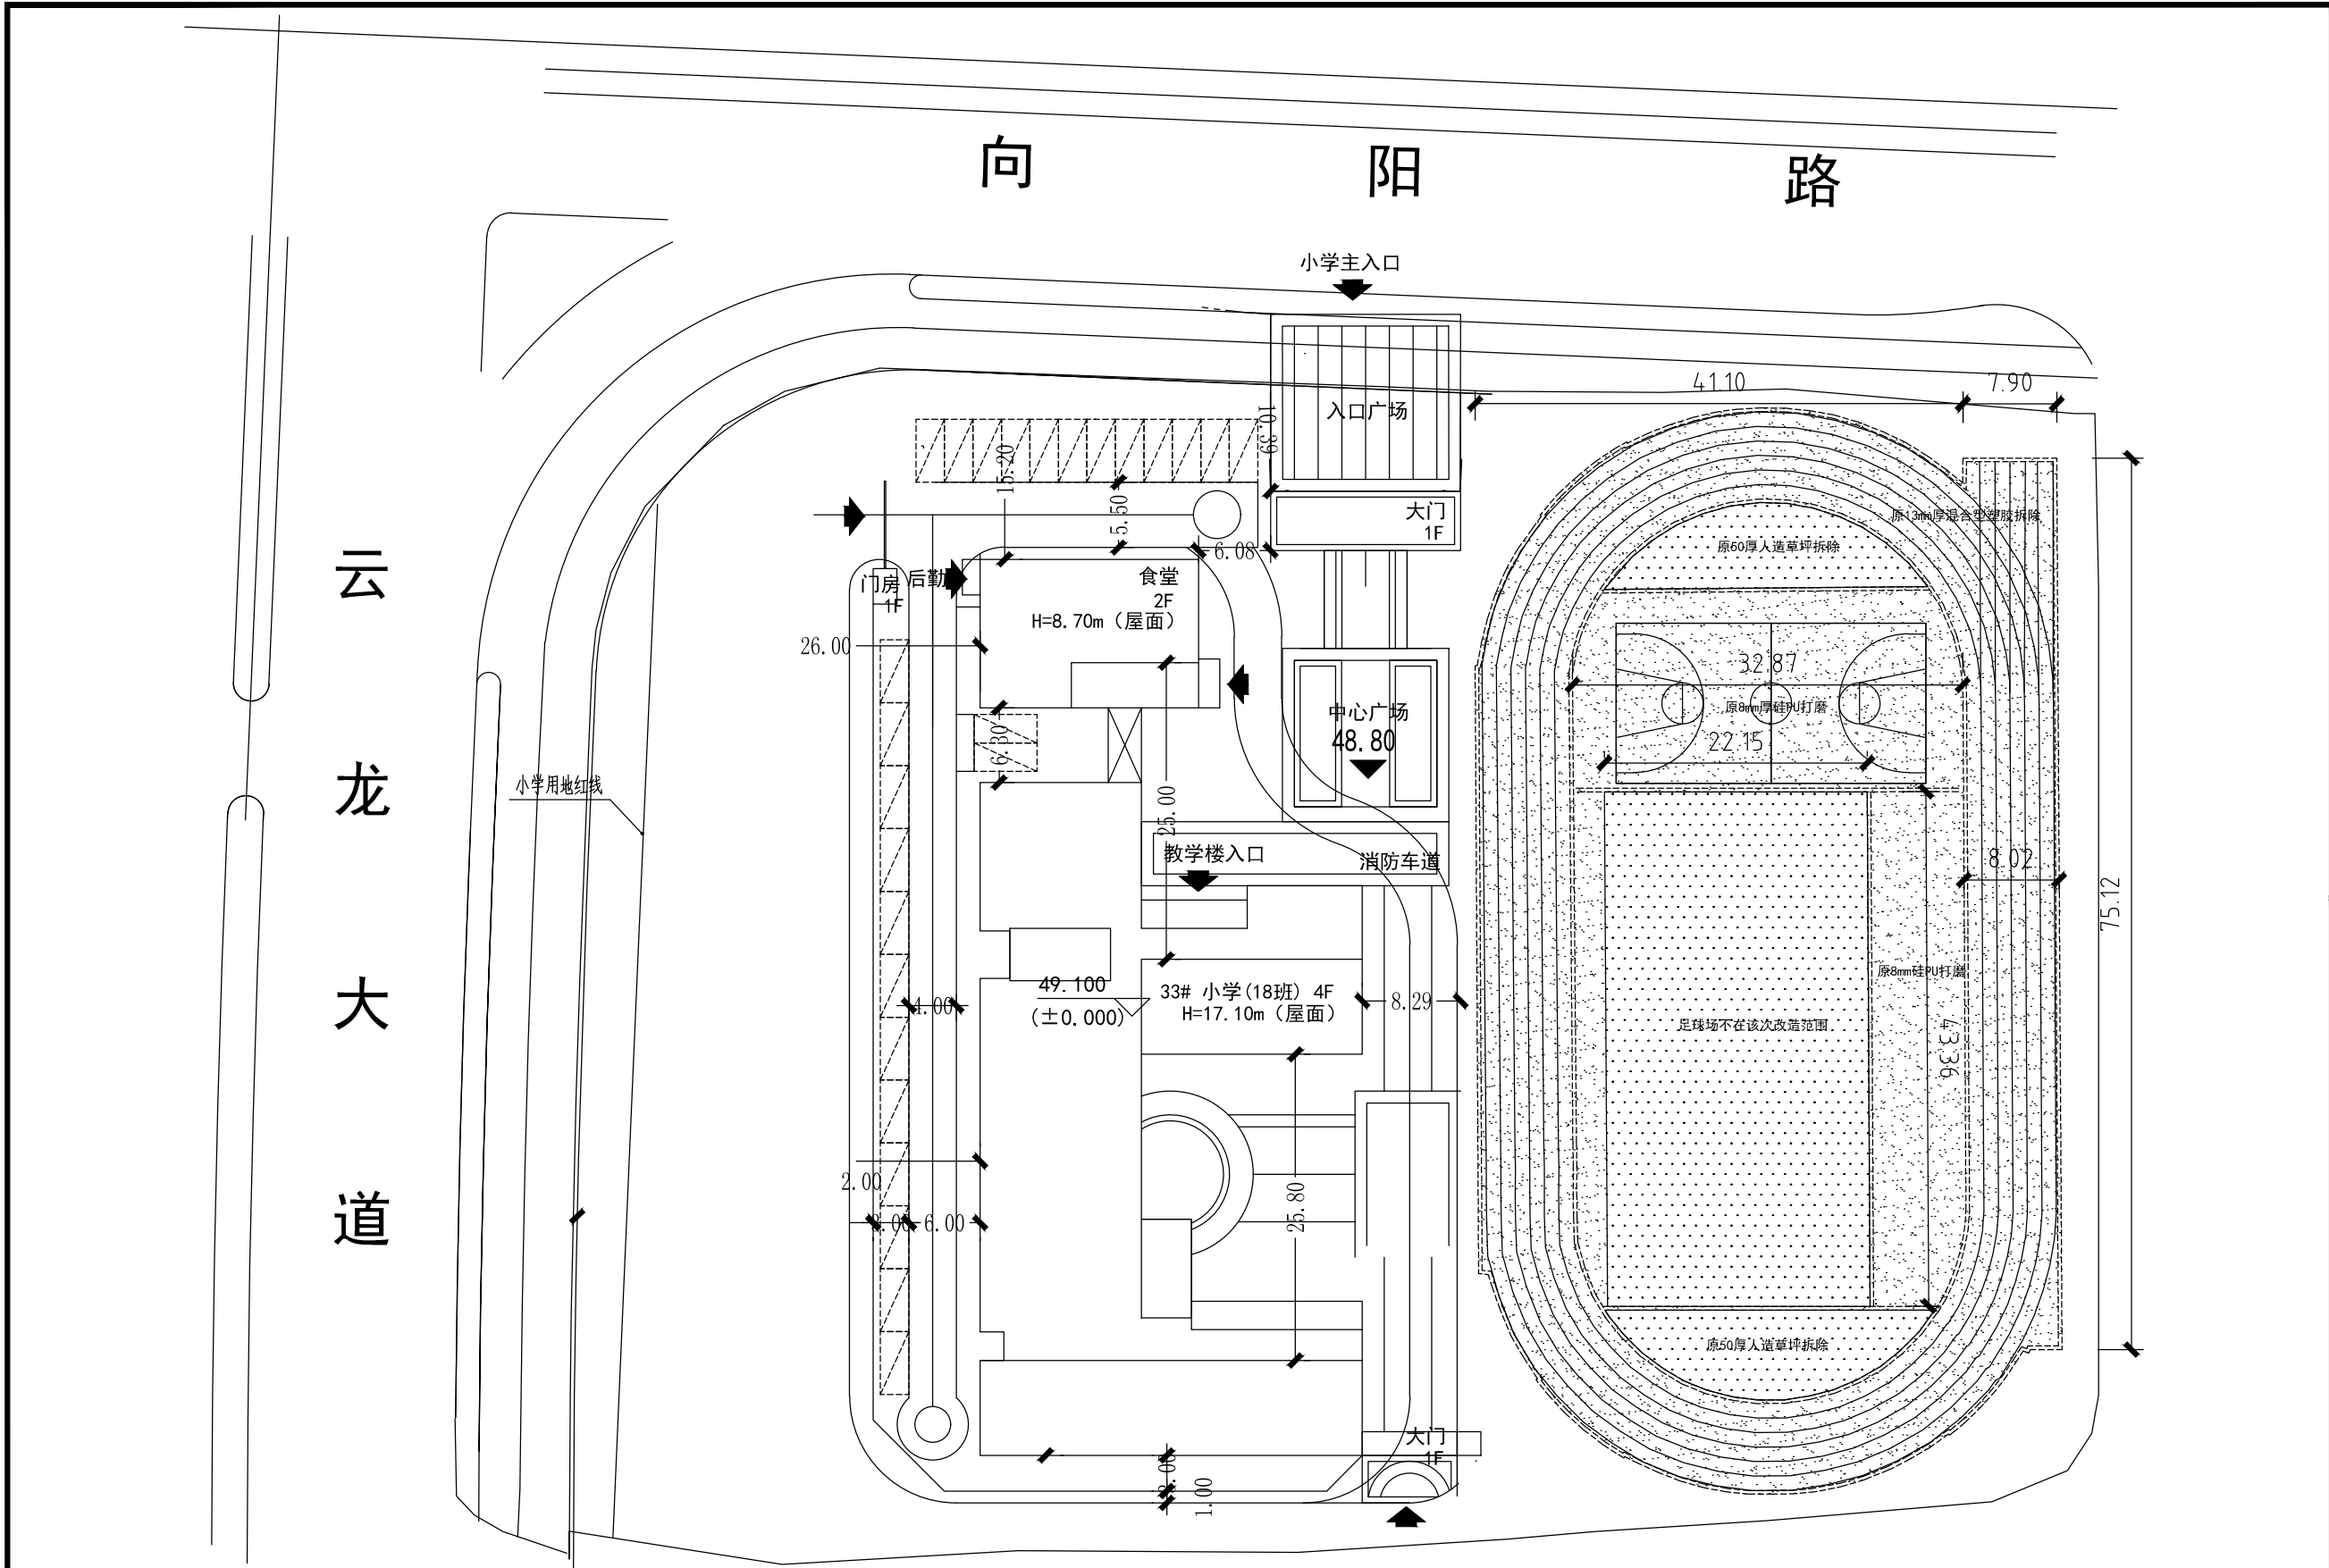 向 阳 路
小学主入口
41.10
7.90
入口广场
10.39
15.20
5.50
大门
1F
6.08
原13mm厚混合型塑胶拆除
原60厚人造草坪拆除
云龙大道
门房
1F
后勤
食堂
2F
H=8.70m（屋面）
26.00
32.87
原8mm厚硅PU打磨
22.15
中心广场
48.80
6.30
小学用地红线
25.00
教学楼入口
消防车道
8.02
75.12
原8mm硅PU打磨
49.100
(±0.000)
4.00
33# 小学(18班) 4F
H=17.10m（屋面）
8.29
足球场不在该次改造范围
43.36
2.00
6.00
25.80
原50厚人造草坪拆除
大门
1F
1.00